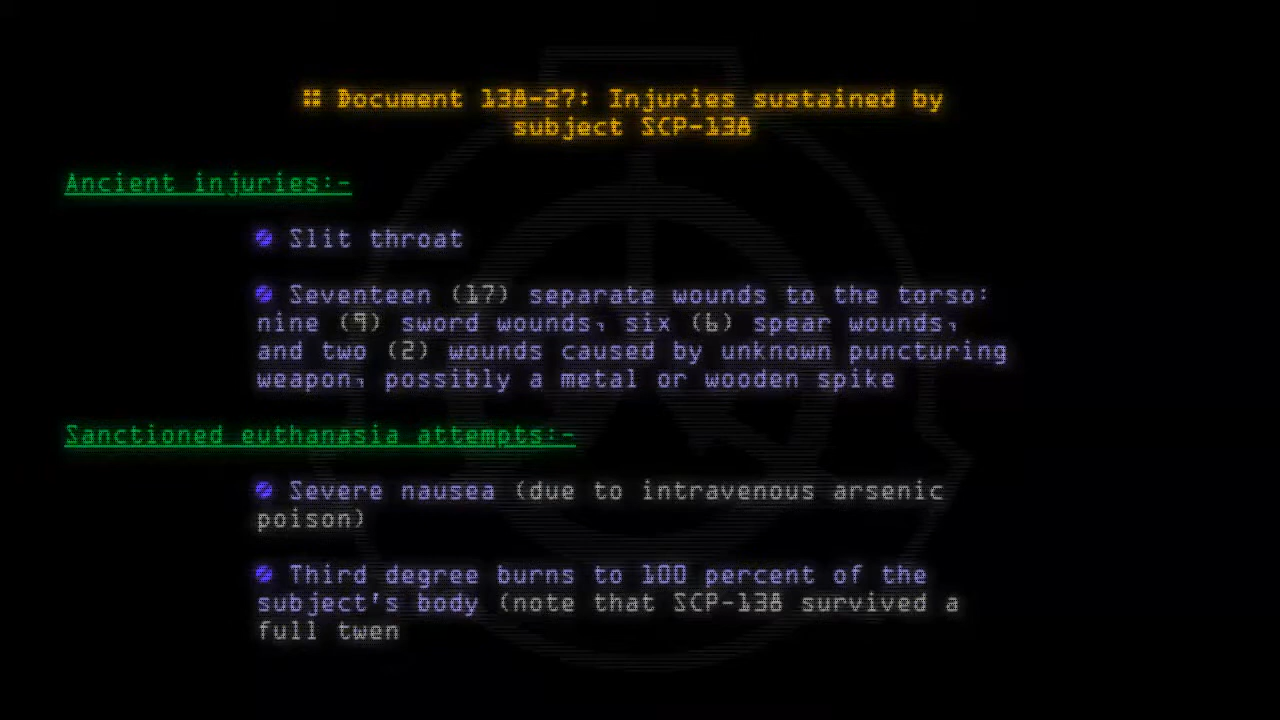 ⠿ Document 138-27: Injuries sustained by
subject SCP-138
Ancient injuries:-
● Slit throat
● Seventeen (17) separate wounds to the torso:
nine (9) sword wounds, six (6) spear wounds,
and two (2) wounds caused by unknown puncturing
weapon, possibly a metal or wooden spike
Sanctioned euthanasia attempts:-
● Severe nausea (due to intravenous arsenic
poison)
● Third degree burns to 100 percent of the
subject's body (note that SCP-138 survived a
full twen